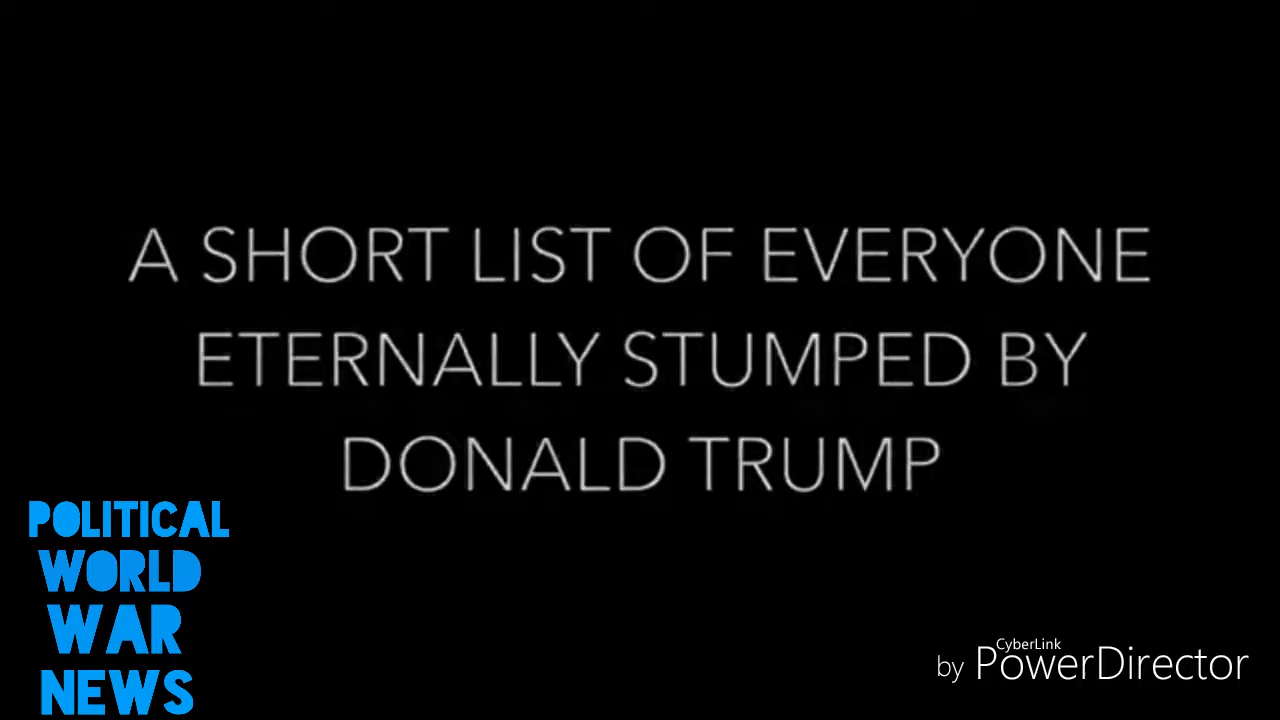 A SHORT LIST OF EVERYONE
ETERNALLY STUMPED BY
DONALD TRUMP
POLITICAL
WORLD
WAR
NEWS
CyberLink
by PowerDirector